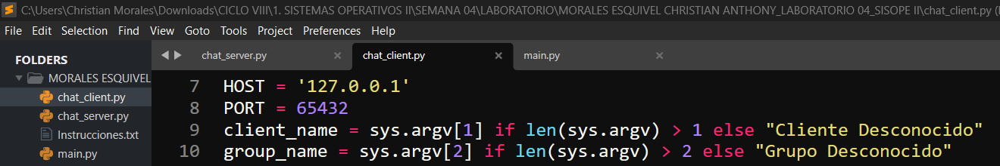 C:\Users\Christian Morales\Downloads\CICLO VIII\1. SISTEMAS OPERATIVOS II\SEMANA 04\LABORATORIO\MORALES ESQUIVEL CHRISTIAN ANTHONY_LABORATORIO 04_SISOPE II\chat_client.py (
File Edit Selection Find View Goto Tools Project Preferences Help
FOLDERS
MORALES ESQUIVEL
chat_client.py
chat_server.py
Instrucciones.txt
main.py
chat_server.py × chat_client.py × main.py ×
7 HOST = '127.0.0.1'
8 PORT = 65432
9 client_name = sys.argv[1] if len(sys.argv) > 1 else "Cliente Desconocido"
10 group_name = sys.argv[2] if len(sys.argv) > 2 else "Grupo Desconocido"